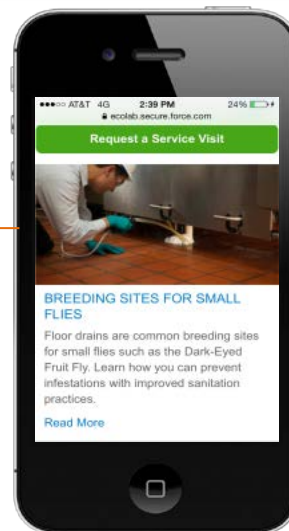 AT&T 4G 2:39 PM 24%
ecolab.secure.force.com
Request a Service Visit
BREEDING SITES FOR SMALL
FLIES
Floor drains are common breeding sites
for small flies such as the Dark-Eyed
Fruit Fly. Learn how you can prevent
infestations with improved sanitation
practices.
Read More